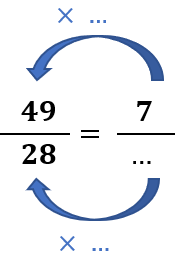 × ...
49/28 = 7/...
× ...